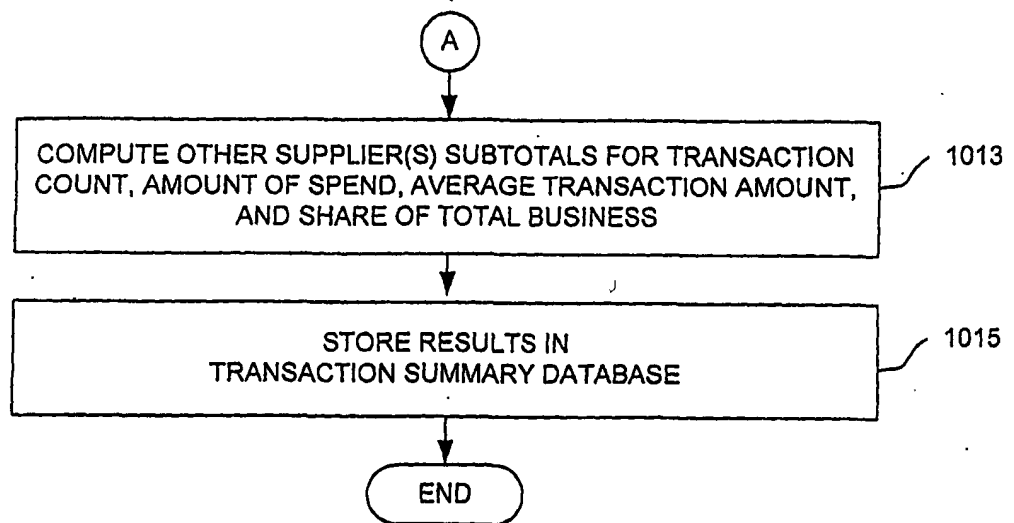 A
COMPUTE OTHER SUPPLIER(S) SUBTOTALS FOR TRANSACTION
COUNT, AMOUNT OF SPEND, AVERAGE TRANSACTION AMOUNT,
AND SHARE OF TOTAL BUSINESS
1013
STORE RESULTS IN
TRANSACTION SUMMARY DATABASE
1015
END